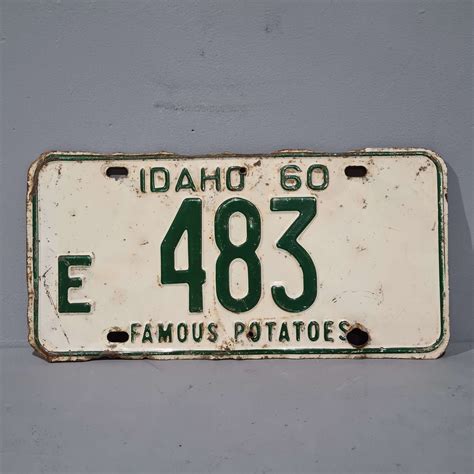 IDAHO 60
E 483
FAMOUS POTATOES